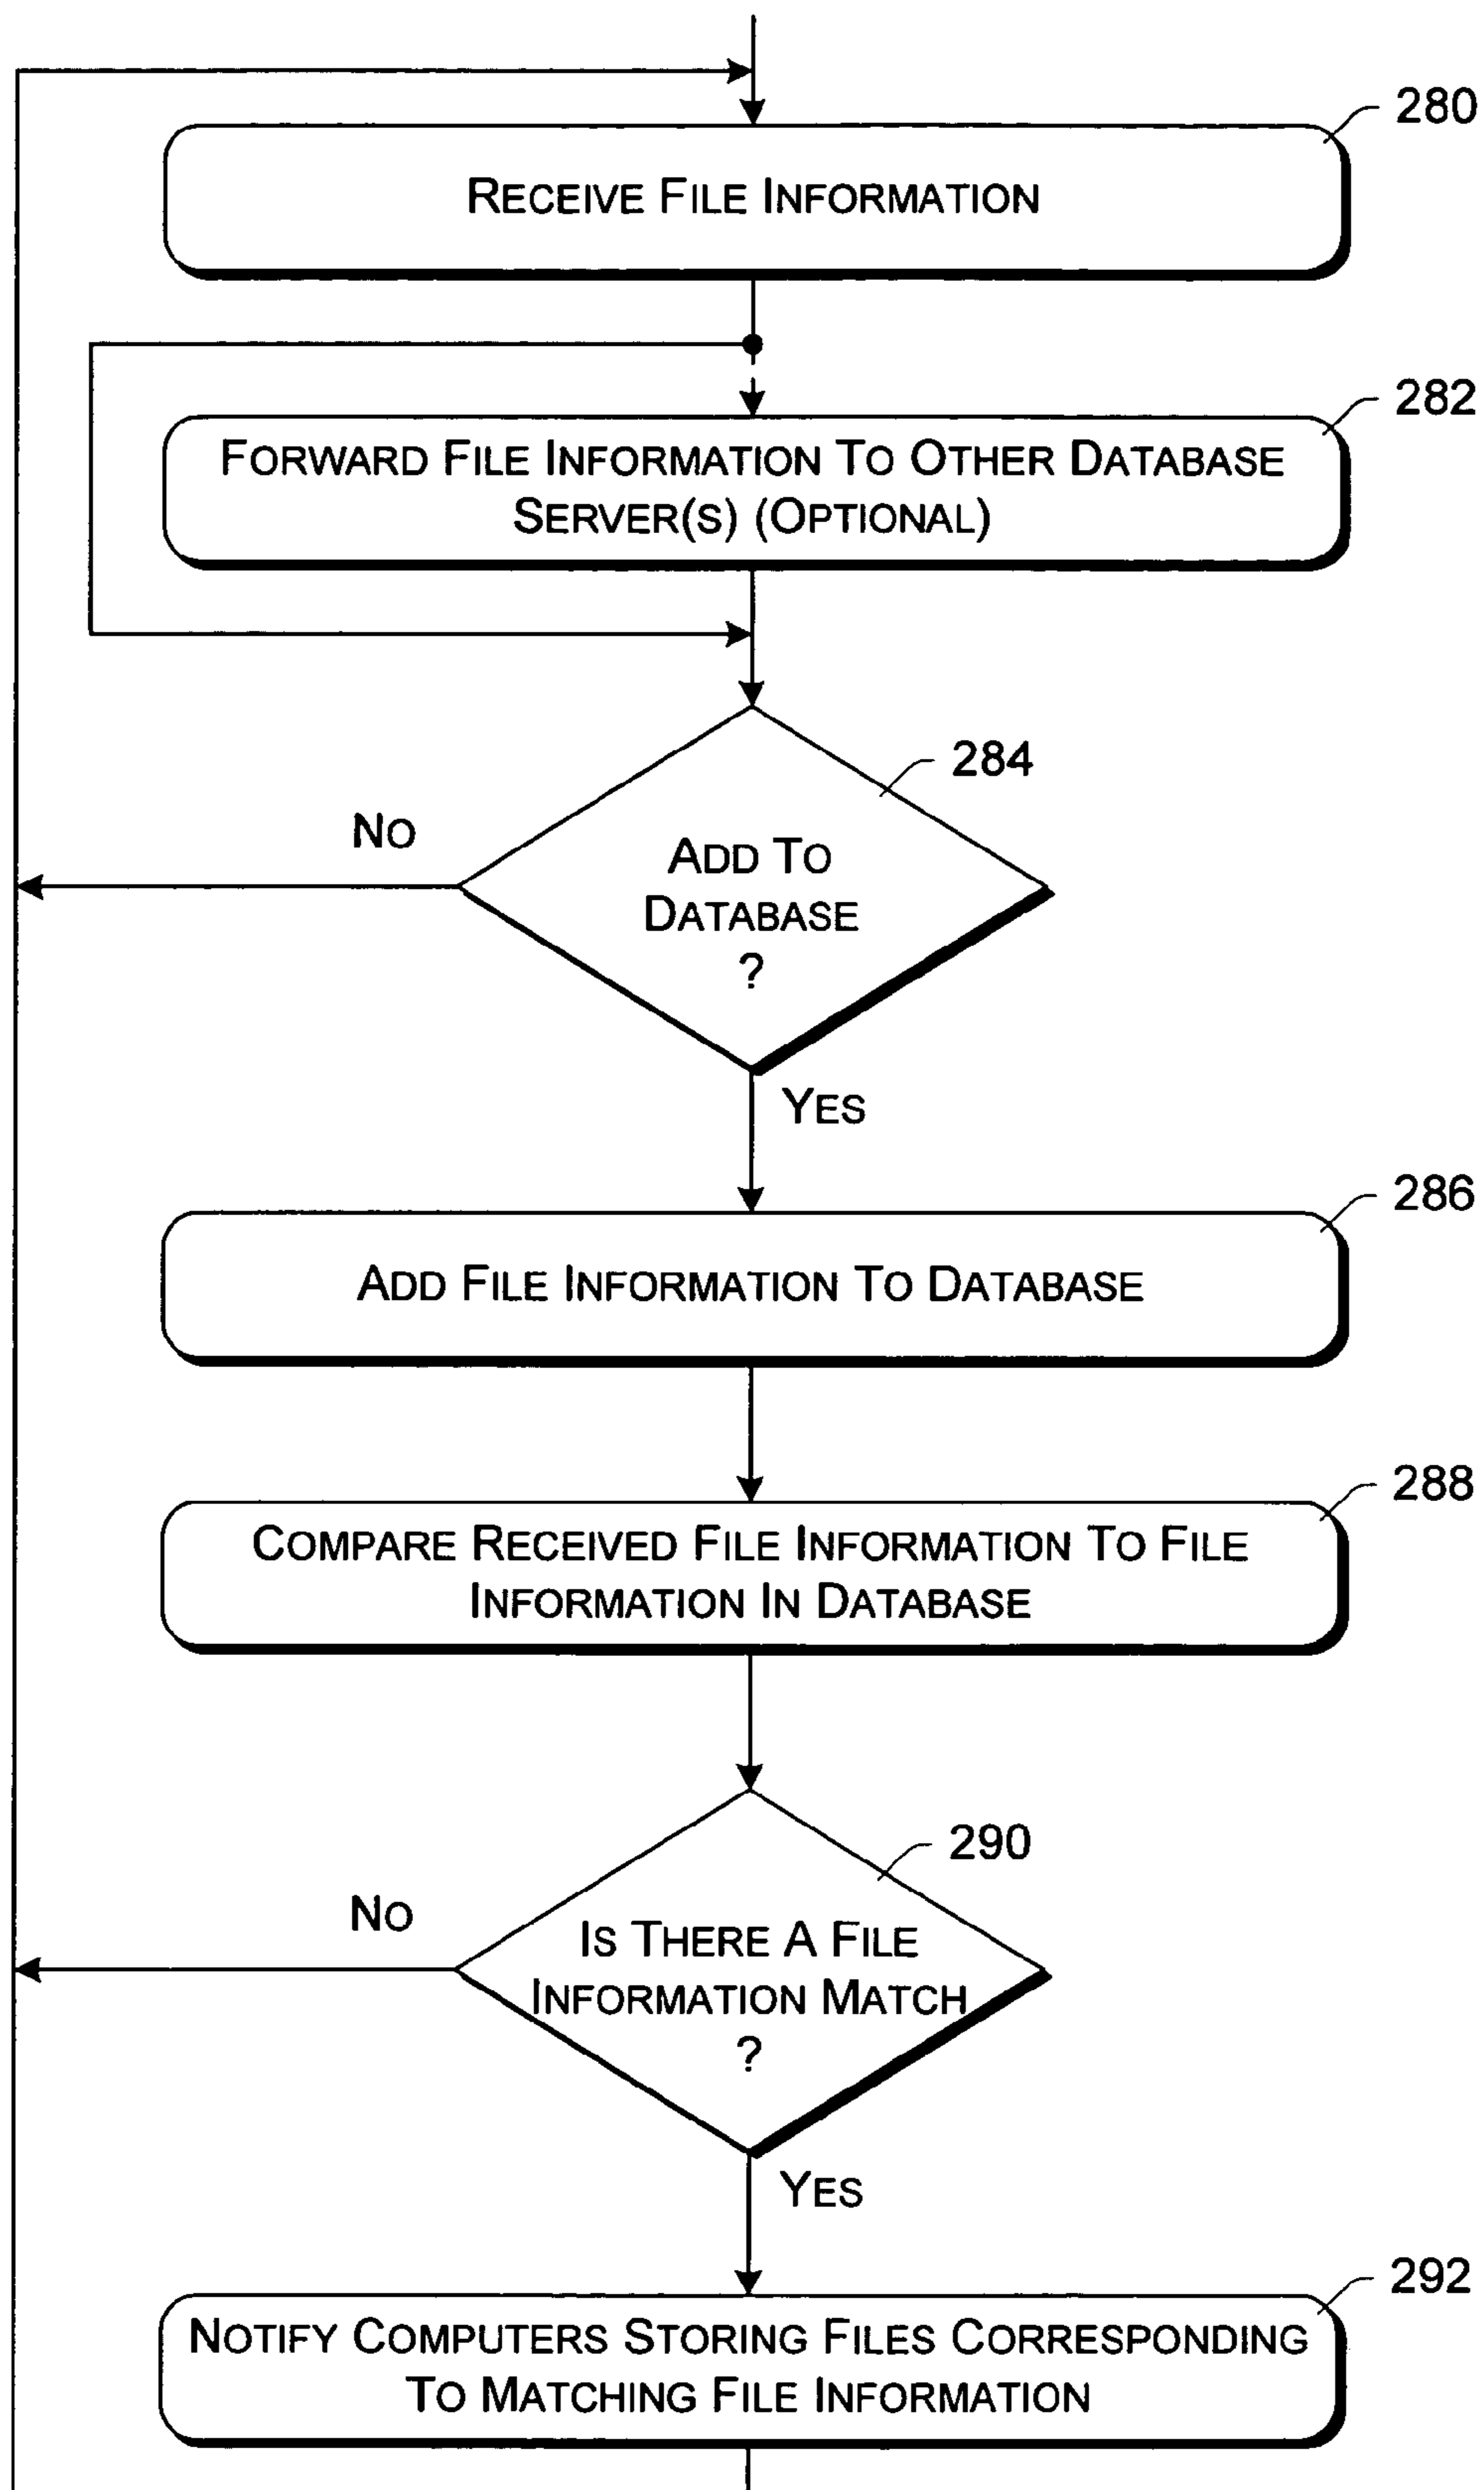 280
RECEIVE FILE INFORMATION
282
FORWARD FILE INFORMATION TO OTHER DATABASE
SERVER(S) (OPTIONAL)
284
NO
ADD TO
DATABASE
?
YES
286
ADD FILE INFORMATION TO DATABASE
288
COMPARE RECEIVED FILE INFORMATION TO FILE
INFORMATION IN DATABASE
290
NO
IS THERE A FILE
INFORMATION MATCH
?
YES
292
NOTIFY COMPUTERS STORING FILES CORRESPONDING
TO MATCHING FILE INFORMATION